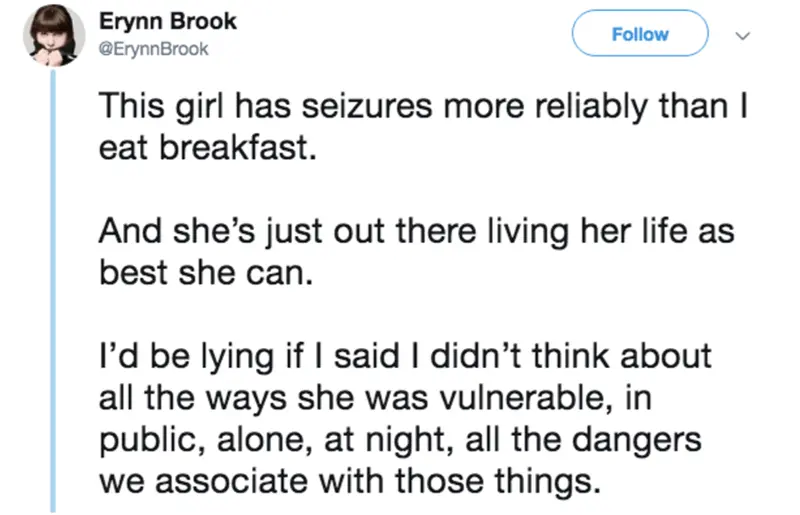 Erynn Brook
@ErynnBrook
Follow
This girl has seizures more reliably than I
eat breakfast.
And she’s just out there living her life as
best she can.
I’d be lying if I said I didn’t think about
all the ways she was vulnerable, in
public, alone, at night, all the dangers
we associate with those things.